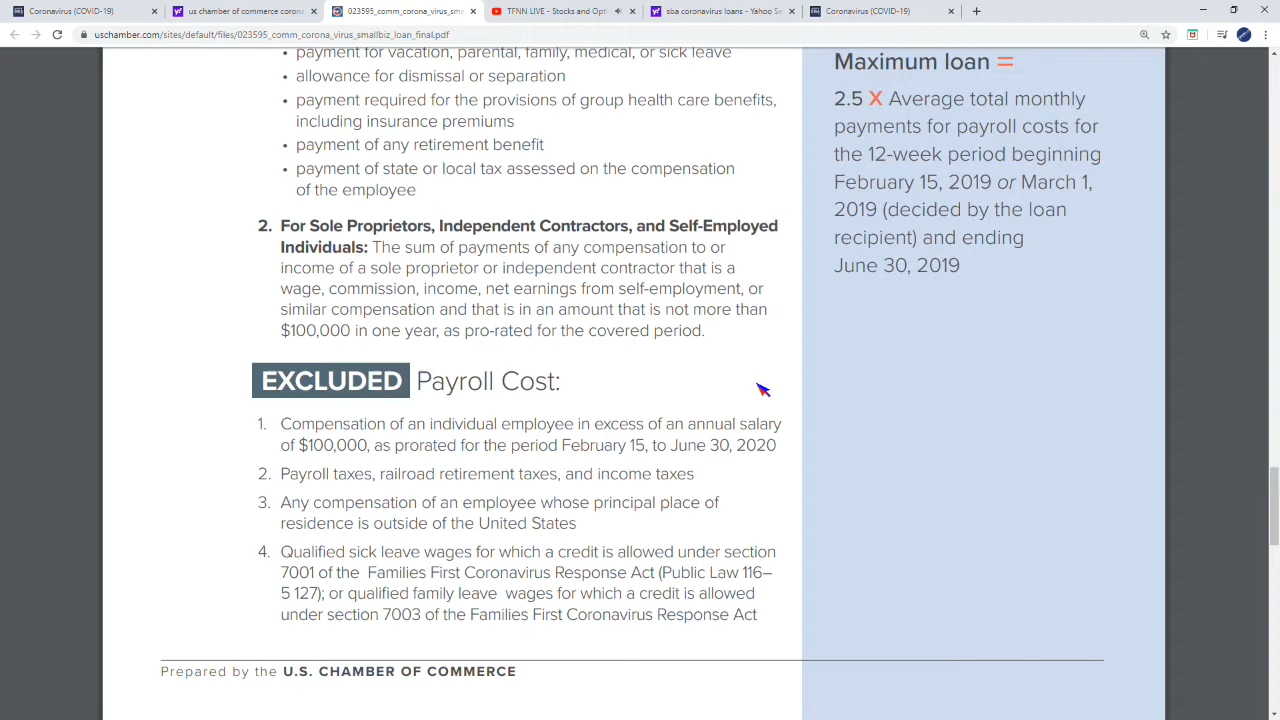 Coronavirus (COVID-19)
us chamber of commerce corona
023595_comm_corona_virus_sma
TFNN LIVE - Stocks and Opti
sba coronavirus loans - Yahoo Se
Coronavirus (COVID-19)
uschamber.com/sites/default/files/023595_comm_corona_virus_smallbiz_loan_final.pdf
• payment for vacation, parental, family, medical, or sick leave
• allowance for dismissal or separation
• payment required for the provisions of group health care benefits,
including insurance premiums
• payment of any retirement benefit
• payment of state or local tax assessed on the compensation
of the employee
2. For Sole Proprietors, Independent Contractors, and Self-Employed
Individuals: The sum of payments of any compensation to or
income of a sole proprietor or independent contractor that is a
wage, commission, income, net earnings from self-employment, or
similar compensation and that is in an amount that is not more than
$100,000 in one year, as pro-rated for the covered period.
EXCLUDED Payroll Cost:
1. Compensation of an individual employee in excess of an annual salary
of $100,000, as prorated for the period February 15, to June 30, 2020
2. Payroll taxes, railroad retirement taxes, and income taxes
3. Any compensation of an employee whose principal place of
residence is outside of the United States
4. Qualified sick leave wages for which a credit is allowed under section
7001 of the Families First Coronavirus Response Act (Public Law 116–
5 127); or qualified family leave wages for which a credit is allowed
under section 7003 of the Families First Coronavirus Response Act
Maximum loan =
2.5 X Average total monthly
payments for payroll costs for
the 12-week period beginning
February 15, 2019 or March 1,
2019 (decided by the loan
recipient) and ending
June 30, 2019
Prepared by the U.S. CHAMBER OF COMMERCE